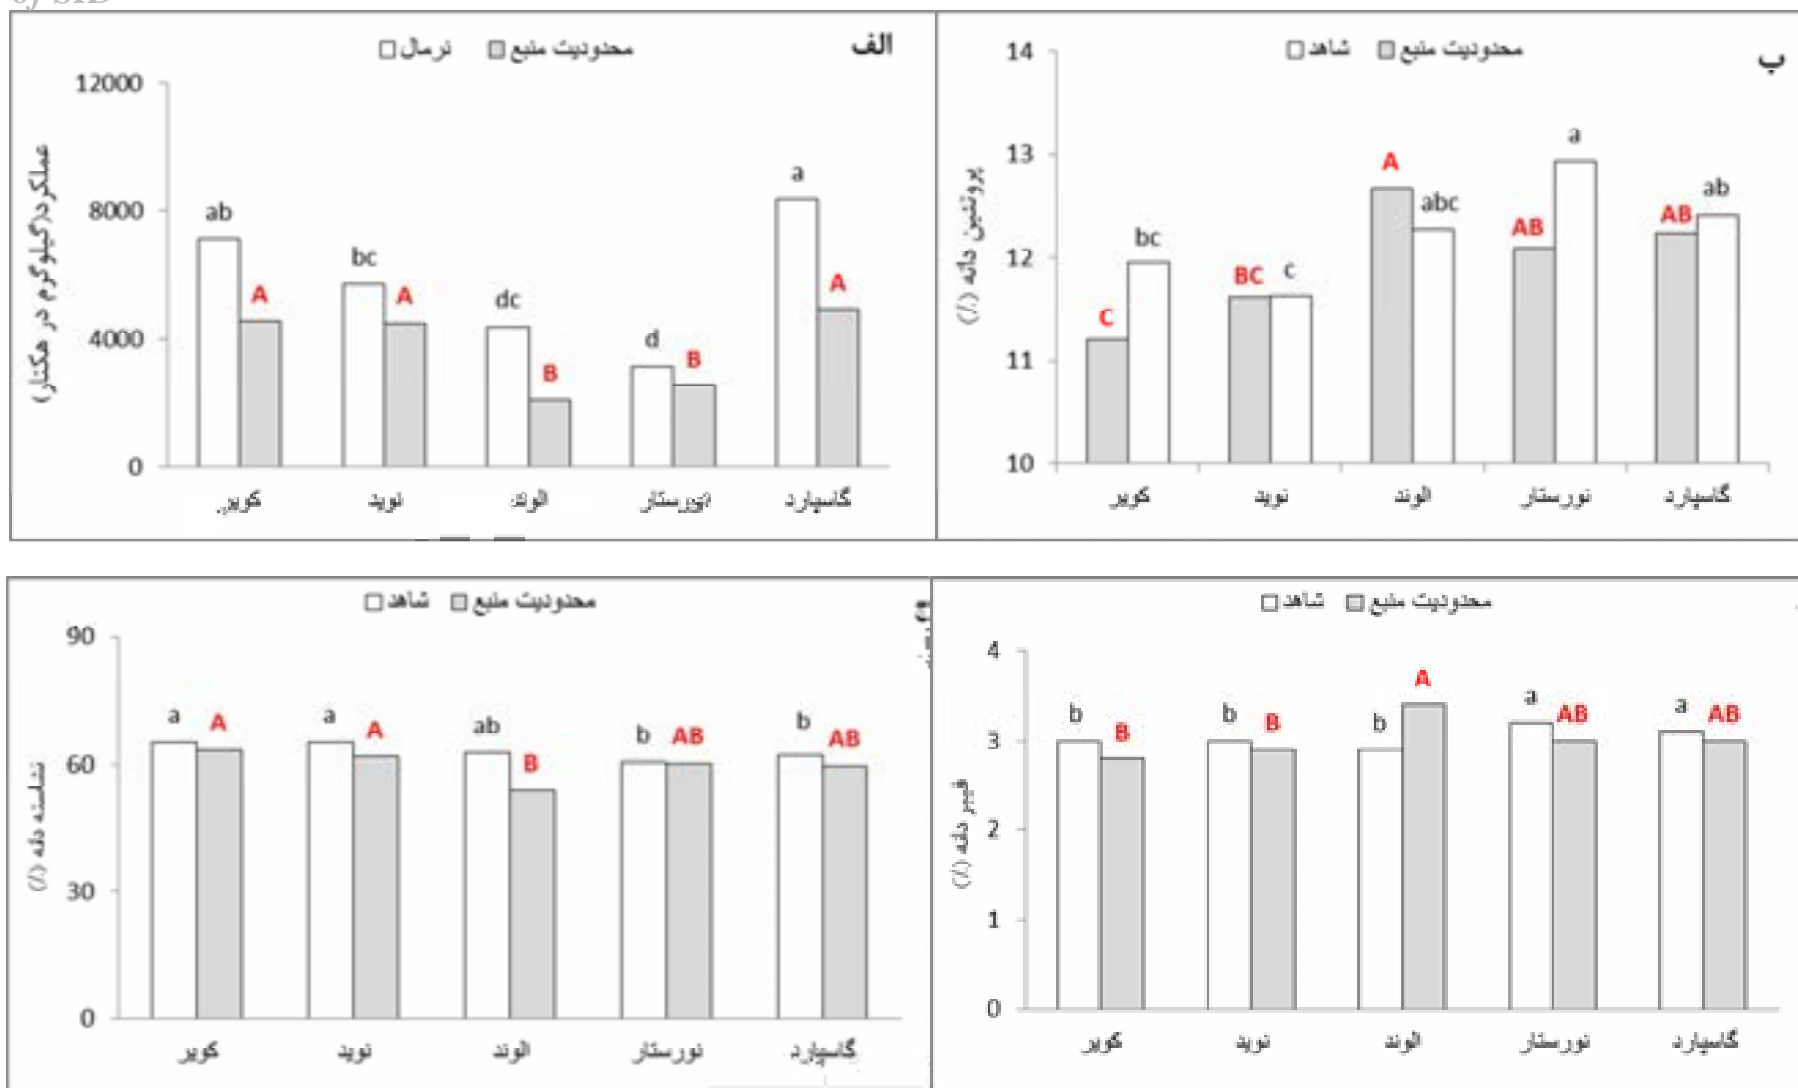 of SID
الف
نرمال محدودیت منبع
عملکرد(کیلوگرم در هکتار)
12000
8000
4000
0
ab A bc A dc B d B a A
کویر نوید الوند نورستار گاسپارد
ب
شاهد محدودیت منبع
پروتئین دانه (٪)
14
13
12
11
10
C bc BC c A abc AB a AB ab
کویر نوید الوند نورستار گاسپارد
شاهد محدودیت منبع
نشاسته دانه (٪)
90
60
30
0
a A a A ab B b AB b AB
کویر نوید الوند نورستار گاسپارد
شاهد محدودیت منبع
فیبر دانه (٪)
4
3
2
1
0
b B b B b A a AB a AB
کویر نوید الوند نورستار گاسپارد